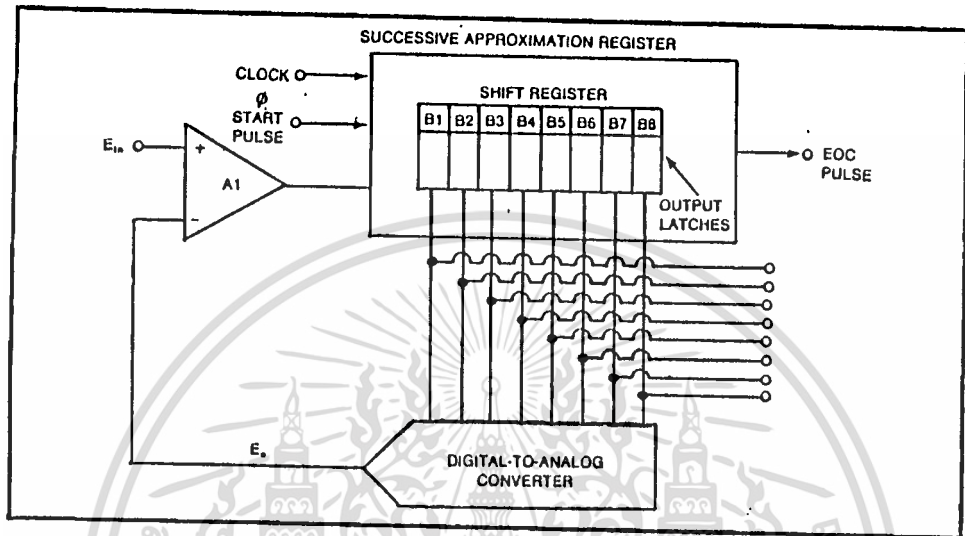 SUCCESSIVE APPROXIMATION REGISTER
CLOCK
φ
START
PULSE
SHIFT REGISTER
B1 B2 B3 B4 B5 B6 B7 B8
E_in
+
A1
-
EOC
PULSE
OUTPUT
LATCHES
DIGITAL-TO-ANALOG
CONVERTER